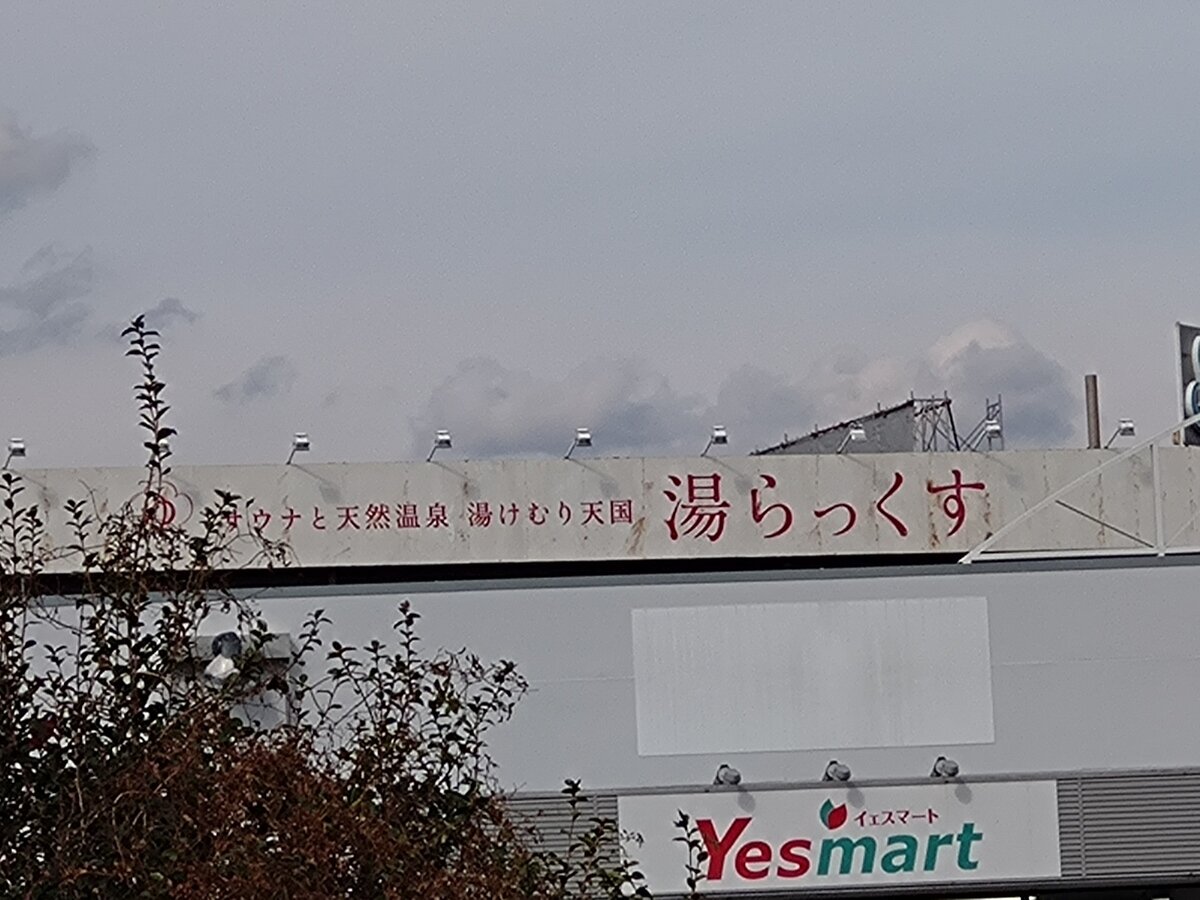 サウナと天然温泉 湯けむり天国 湯らっくす
イェスマート
Yesmart